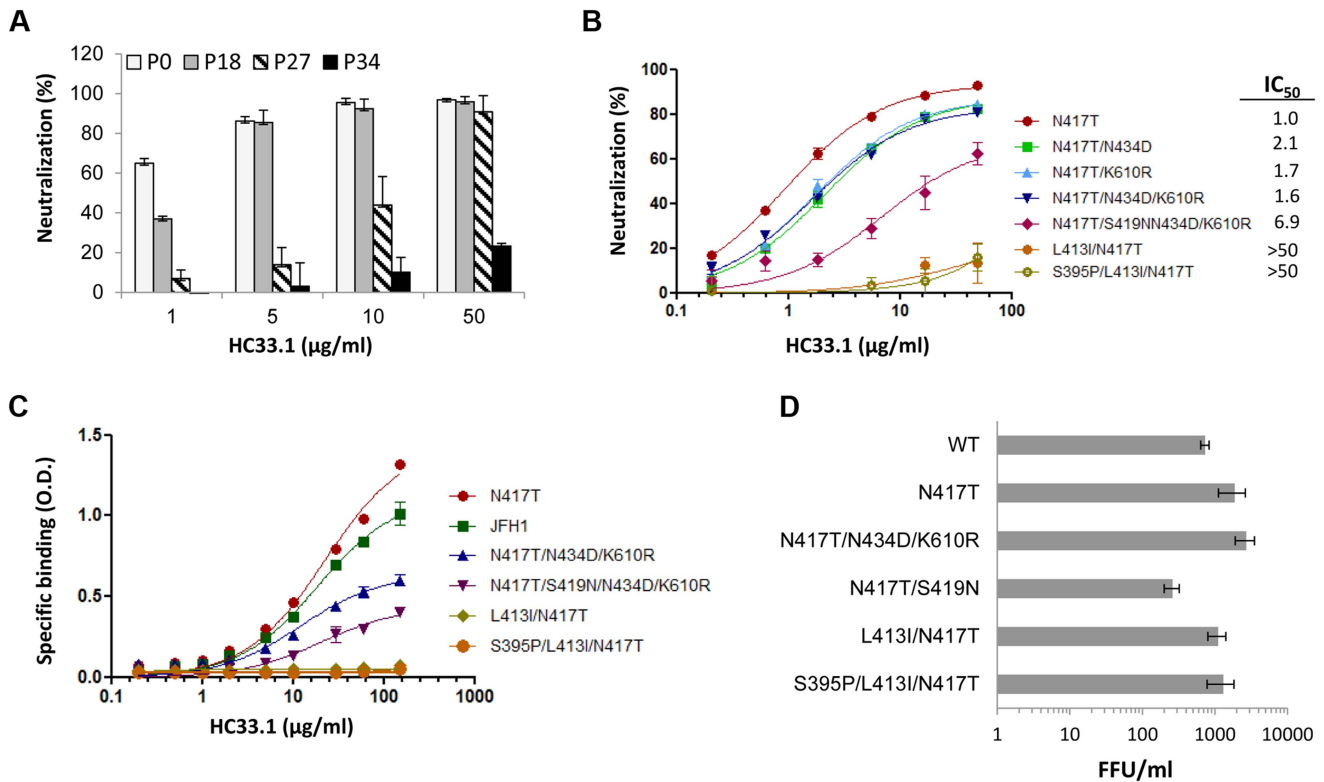 A
Neutralization (%)
120
100
80
60
40
20
0
P0 P18 P27 P34
1 5 10 50
HC33.1 (µg/ml)
B
Neutralization (%)
100
80
60
40
20
0
0.1 1 10 100
HC33.1 (µg/ml)
IC50
N417T 1.0
N417T/N434D 2.1
N417T/K610R 1.7
N417T/N434D/K610R 1.6
N417T/S419NN434D/K610R 6.9
L413I/N417T >50
S395P/L413I/N417T >50
C
Specific binding (O.D.)
1.5
1.0
0.5
0.0
0.1 1 10 100 1000
HC33.1 (µg/ml)
N417T
JFH1
N417T/N434D/K610R
N417T/S419N/N434D/K610R
L413I/N417T
S395P/L413I/N417T
D
WT
N417T
N417T/N434D/K610R
N417T/S419N
L413I/N417T
S395P/L413I/N417T
1 10 100 1000 10000
FFU/ml